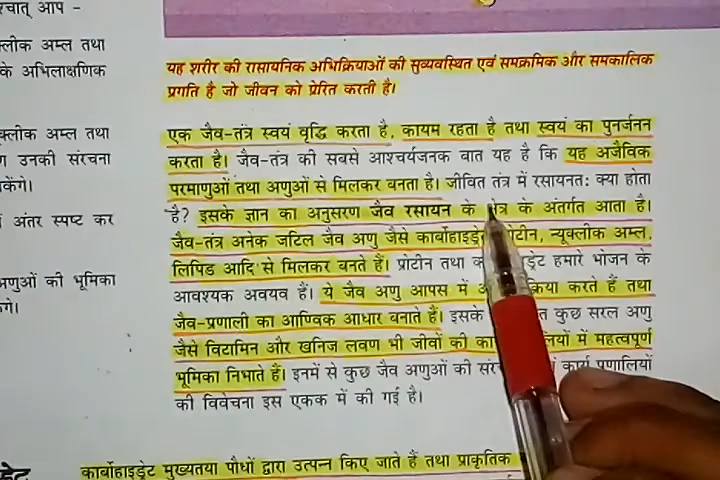 श्चात् आप -
क्लीक अम्ल तथा
के अभिलाक्षणिक
क्लीक अम्ल तथा
उनकी संरचना
केंगे।
अंतर स्पष्ट कर
अणुओं की भूमिका
गे।
यह शरीर की रासायनिक अभिक्रियाओं की सुव्यवस्थित एवं समक्रमिक और समकालिक
प्रगति है जो जीवन को प्रेरित करती है।
एक जैव-तंत्र स्वयं वृद्धि करता है, कायम रहता है तथा स्वयं का पुनर्जनन
करता है। जैव-तंत्र की सबसे आश्चर्यजनक बात यह है कि यह अजैविक
परमाणुओं तथा अणुओं से मिलकर बनता है। जीवित तंत्र में रसायनत: क्या होता
है? इसके ज्ञान का अनुसरण जैव रसायन के क्षेत्र के अंतर्गत आता है।
जैव-तंत्र अनेक जटिल जैव अणु जैसे कार्बोहाइड्रेट, प्रोटीन, न्यूक्लीक अम्ल,
लिपिड आदि से मिलकर बनते हैं। प्रोटीन तथा ड्रेट हमारे भोजन के
आवश्यक अवयव हैं। ये जैव अणु आपस में क्रिया करते हैं तथा
जैव-प्रणाली का आण्विक आधार बनाते हैं। इसके कुछ सरल अणु
जैसे विटामिन और खनिज लवण भी जीवों की में महत्वपूर्ण
भूमिका निभाते हैं। इनमें से कुछ जैव अणुओं की कार्य प्रणालियों
की विवेचना इस एकक में की गई है।
कार्बोहाइड्रेट मुख्यतया पौधों द्वारा उत्पन्न किए जाते हैं तथा प्राकृतिक